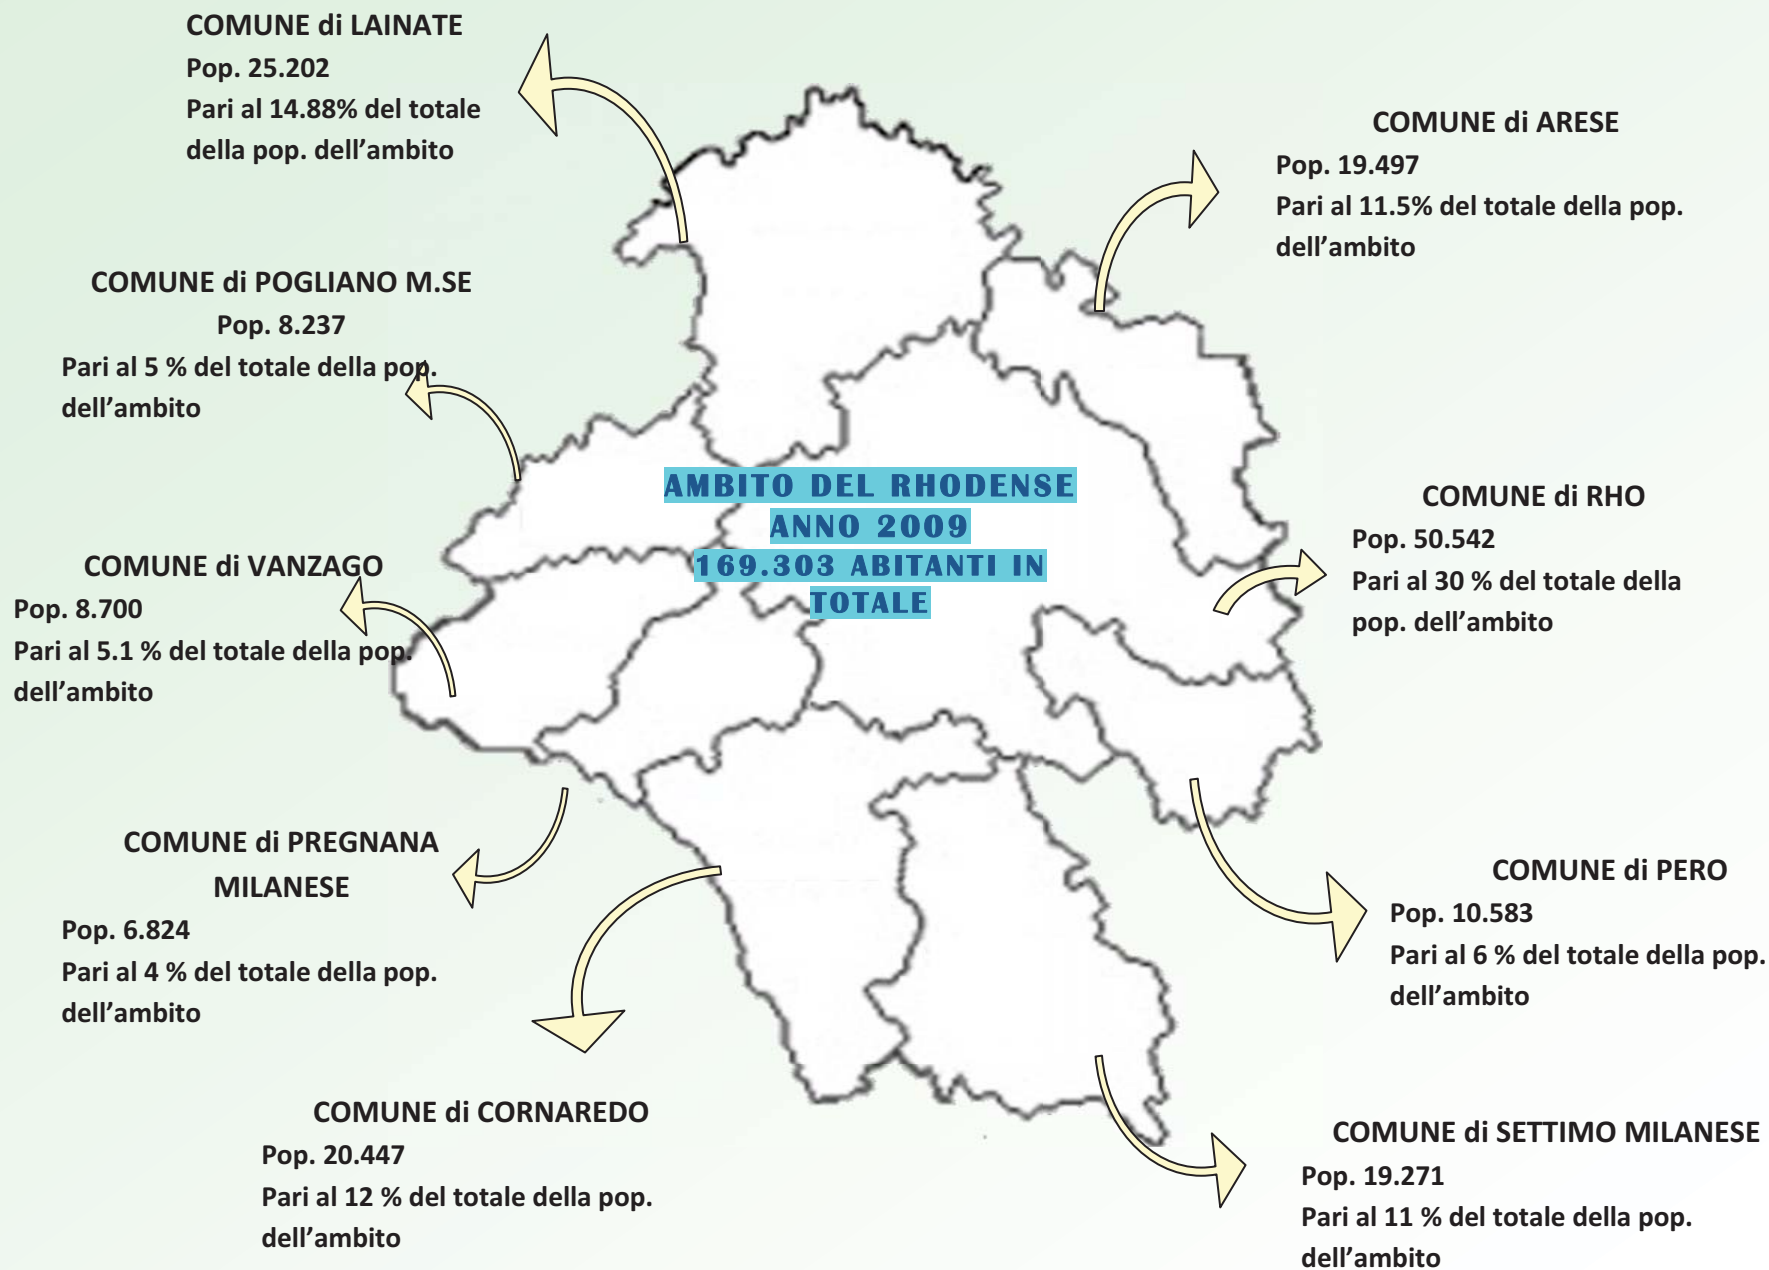 COMUNE di LAINATE
Pop. 25.202
Pari al 14.88% del totale
della pop. dell’ambito
COMUNE di ARESE
Pop. 19.497
Pari al 11.5% del totale della pop.
dell’ambito
COMUNE di POGLIANO M.SE
Pop. 8.237
Pari al 5 % del totale della pop.
dell’ambito
AMBITO DEL RHODENSE
ANNO 2009
169.303 ABITANTI IN
TOTALE
COMUNE di RHO
Pop. 50.542
Pari al 30 % del totale della
pop. dell’ambito
COMUNE di VANZAGO
Pop. 8.700
Pari al 5.1 % del totale della pop.
dell’ambito
COMUNE di PREGNANA
MILANESE
Pop. 6.824
Pari al 4 % del totale della pop.
dell’ambito
COMUNE di PERO
Pop. 10.583
Pari al 6 % del totale della pop.
dell’ambito
COMUNE di CORNAREDO
Pop. 20.447
Pari al 12 % del totale della pop.
dell’ambito
COMUNE di SETTIMO MILANESE
Pop. 19.271
Pari al 11 % del totale della pop.
dell’ambito